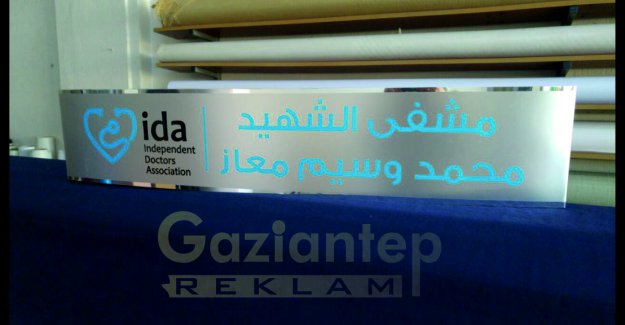 ida
Independent
Doctors
Association
مشفى الشهيد
محمد وسيم معاز
Gaziantep
REKLAM